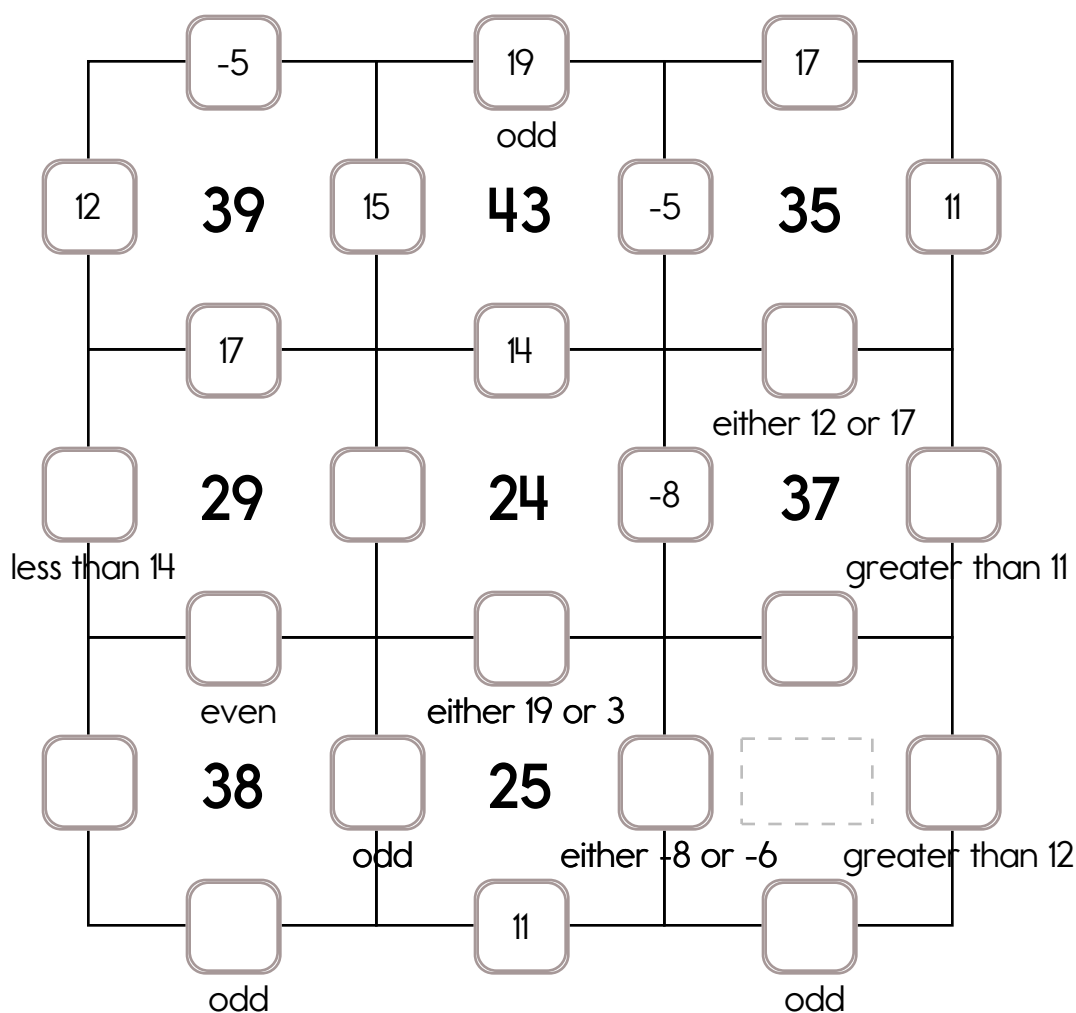 -5 19 17
odd
12 39 15 43 -5 35 11
17 14
either 12 or 17
29 24 -8 37
less than 14 greater than 11
even either 19 or 3
38 25
odd either -8 or -6 greater than 12
11
odd odd